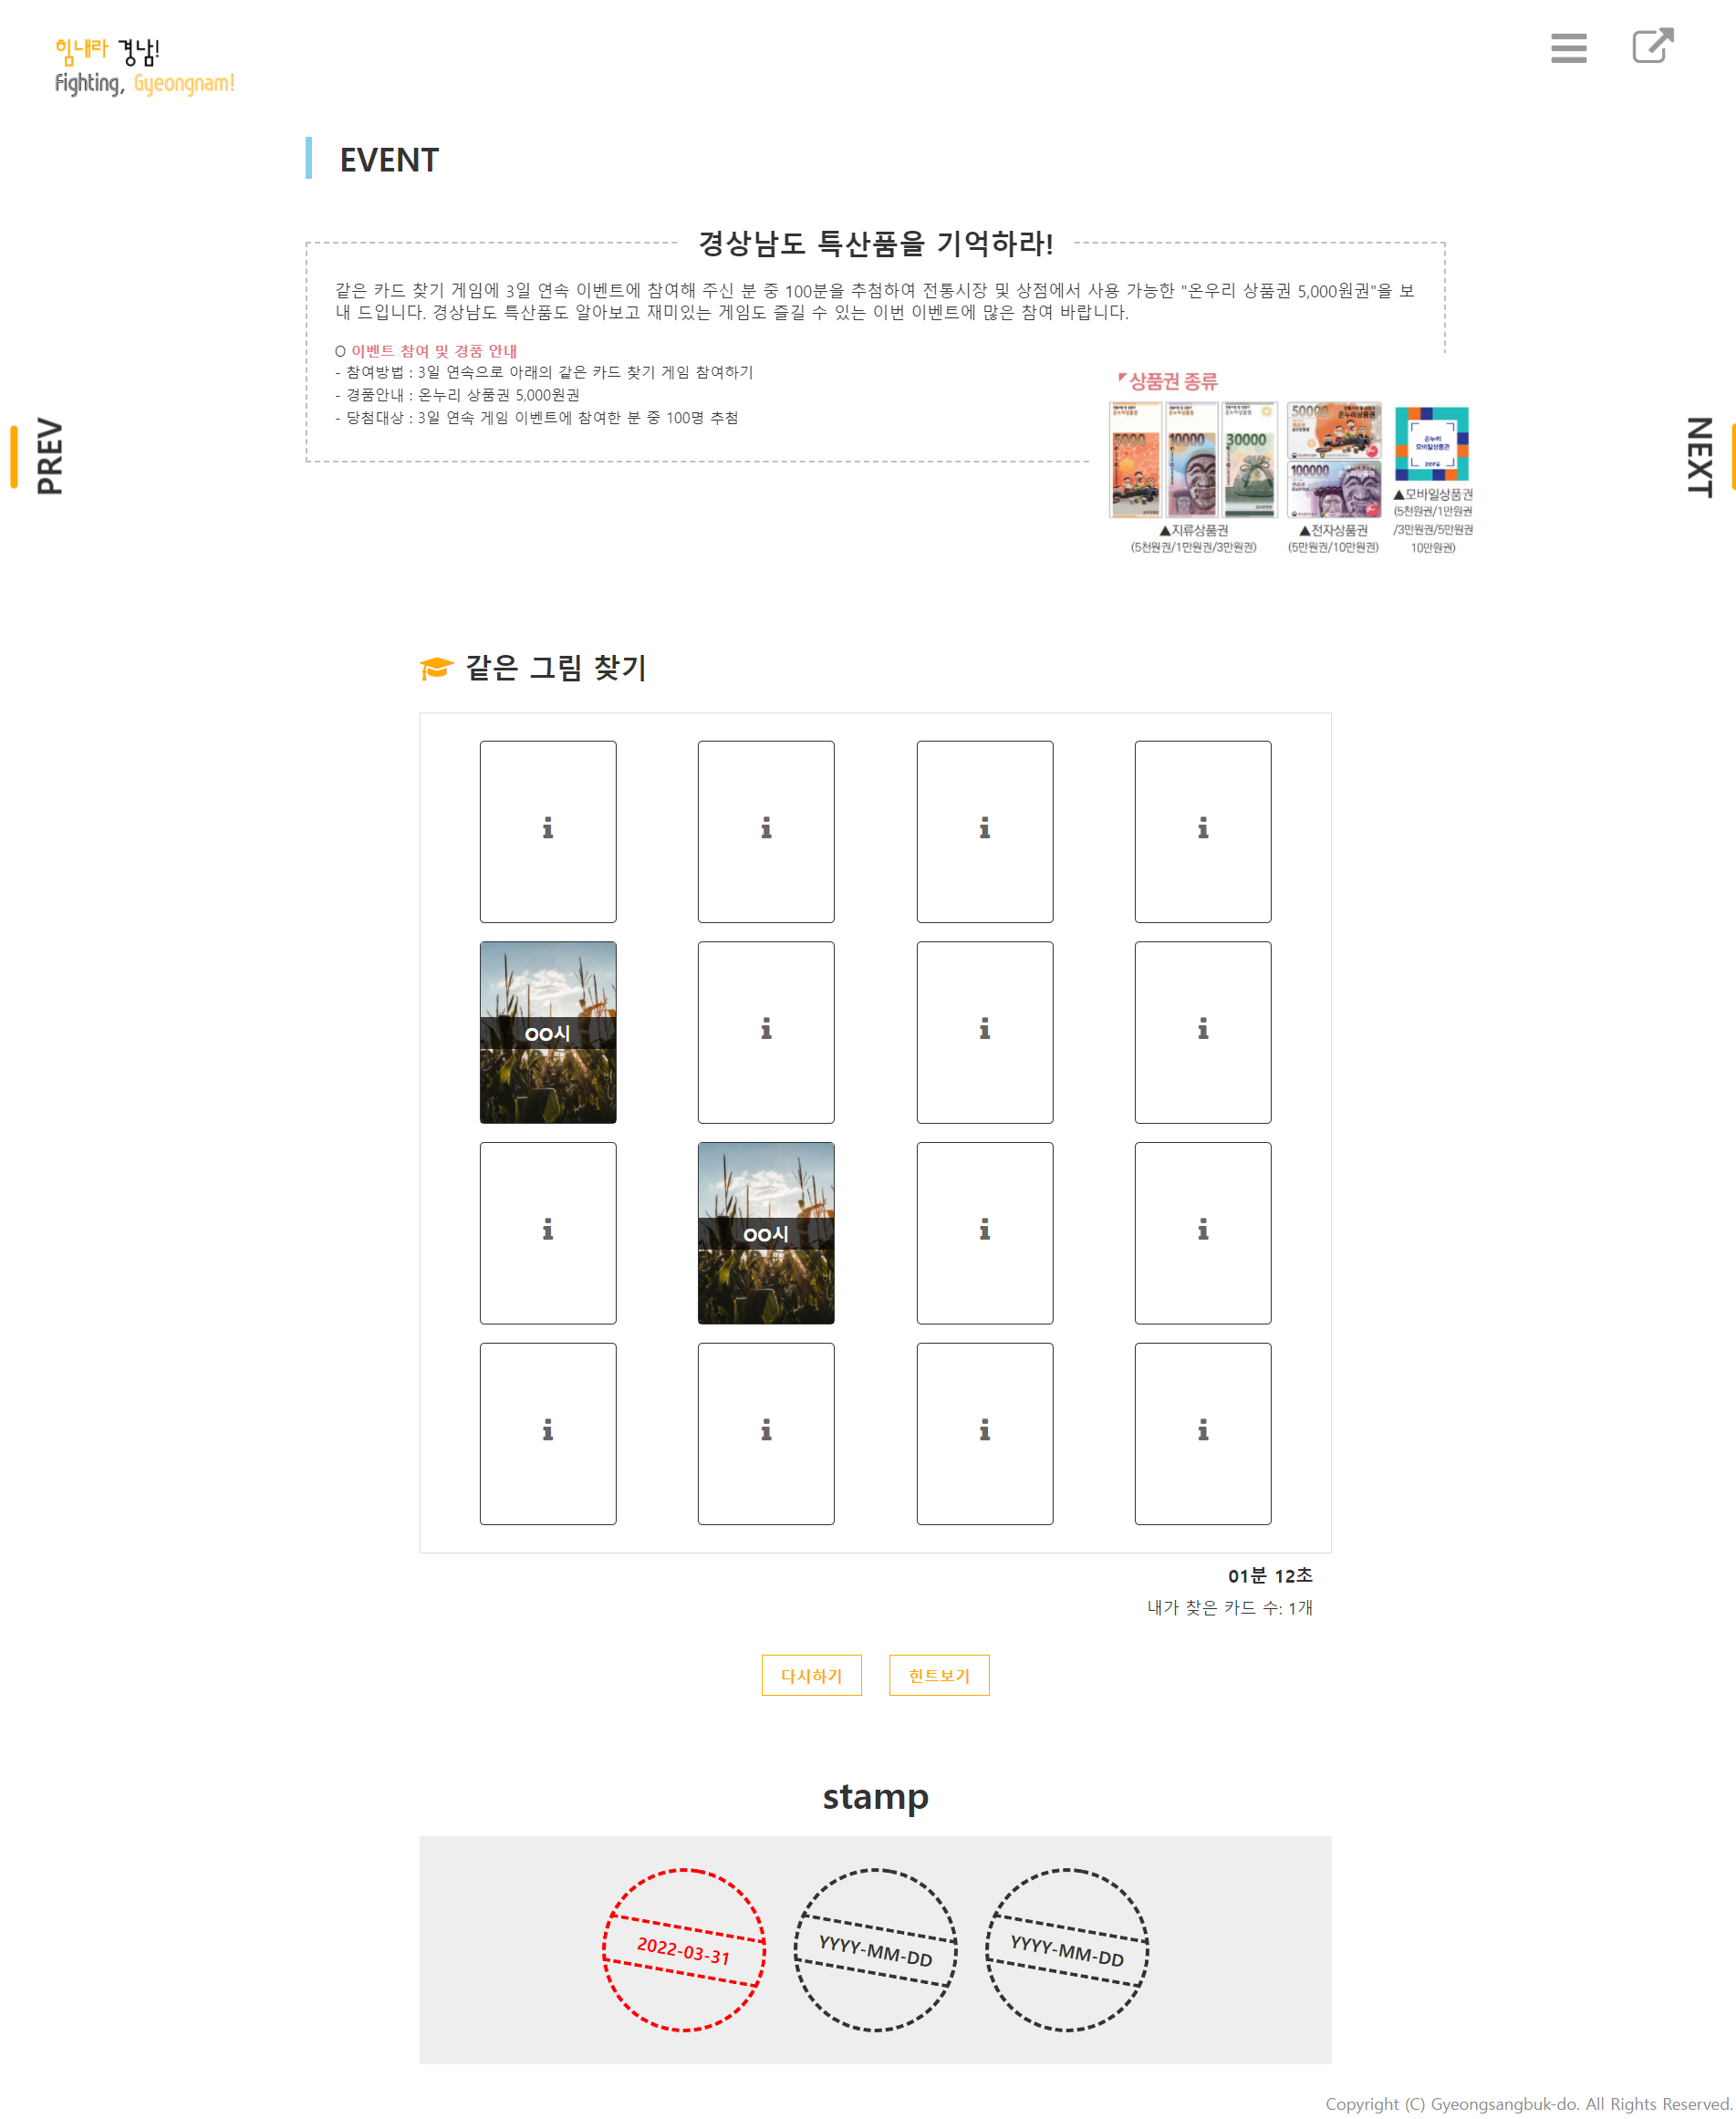 힘내라 경남!
Fighting, Gyeongnam!
EVENT
경상남도 특산품을 기억하라!
같은 카드 찾기 게임에 3일 연속 이벤트에 참여해 주신 분 중 100분을 추첨하여 전통시장 및 상점에서 사용 가능한 "온우리 상품권 5,000원권"을 보
내 드입니다. 경상남도 특산품도 알아보고 재미있는 게임도 즐길 수 있는 이번 이벤트에 많은 참여 바랍니다.
O 이벤트 참여 및 경품 안내
- 참여방법 : 3일 연속으로 아래의 같은 카드 찾기 게임 참여하기
- 경품안내 : 온누리 상품권 5,000원권
- 당첨대상 : 3일 연속 게임 이벤트에 참여한 분 중 100명 추첨
상품권 종류
5000
10000
30000
50000
온누리상품권
100000
온누리
모바일상품권
zero
▲지류상품권
(5천원권/1만원권/3만원권)
▲전자상품권
(5만원권/10만원권)
▲모바일상품권
(5천원권/1만원권
/3만원권/5만원권
10만원권)
PREV
NEXT
같은 그림 찾기
OO시
OO시
01분 12초
내가 찾은 카드 수: 1개
다시하기
힌트보기
stamp
2022-03-31
YYYY-MM-DD
YYYY-MM-DD
Copyright (C) Gyeongsangbuk-do. All Rights Reserved.